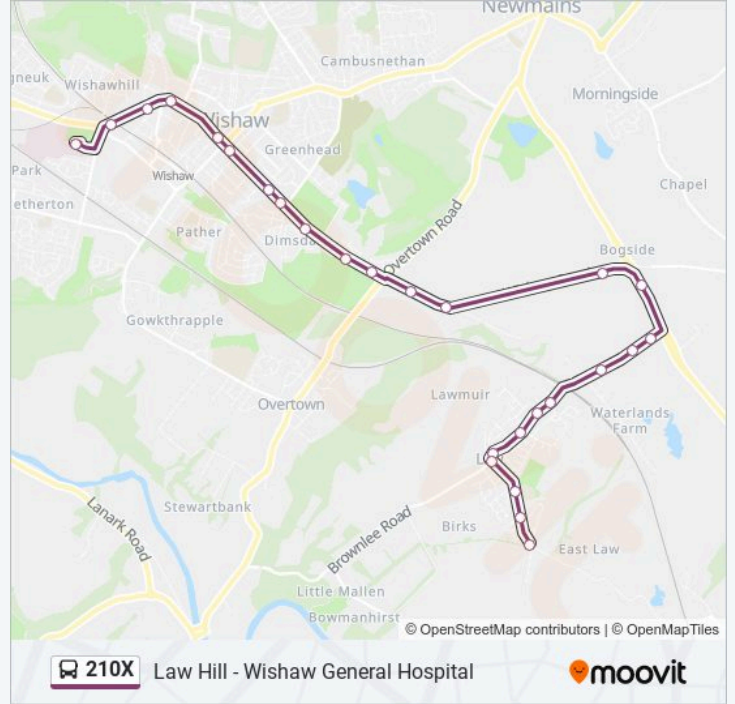 Newmains
Cambusnethan
gneuk
Wishawhill
Morningside
ishaw
Greenhead
Park
Wishaw
Chapel
etherton
Pather
Dimsda
Overtown Road
Bogside
Gowkthrapple
Lawmuir
Overtown
Waterlands
Farm
L
Stewartbank
Lanark Road
Brownlee Road
Birks
East Law
Little Mallen
Bowmanhirst
© OpenStreetMap contributors | © OpenMapTiles
210X Law Hill - Wishaw General Hospital moovit